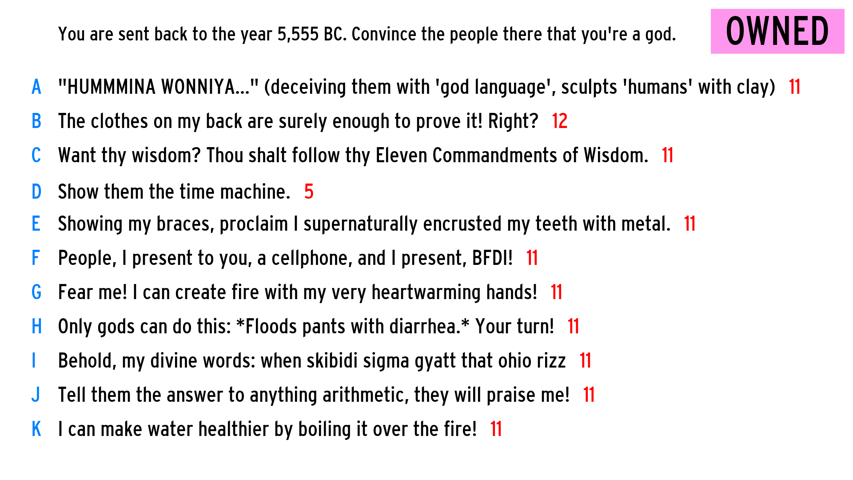 You are sent back to the year 5,555 BC. Convince the people there that you're a god.
OWNED
A "HUMMMINA WONNIYA..." (deceiving them with 'god language', sculpts 'humans' with clay) 11
B The clothes on my back are surely enough to prove it! Right? 12
C Want thy wisdom? Thou shalt follow thy Eleven Commandments of Wisdom. 11
D Show them the time machine. 5
E Showing my braces, proclaim I supernaturally encrusted my teeth with metal. 11
F People, I present to you, a cellphone, and I present, BFDI! 11
G Fear me! I can create fire with my very heartwarming hands! 11
H Only gods can do this: *Floods pants with diarrhea.* Your turn! 11
I Behold, my divine words: when skibidi sigma gyatt that ohio rizz 11
J Tell them the answer to anything arithmetic, they will praise me! 11
K I can make water healthier by boiling it over the fire! 11